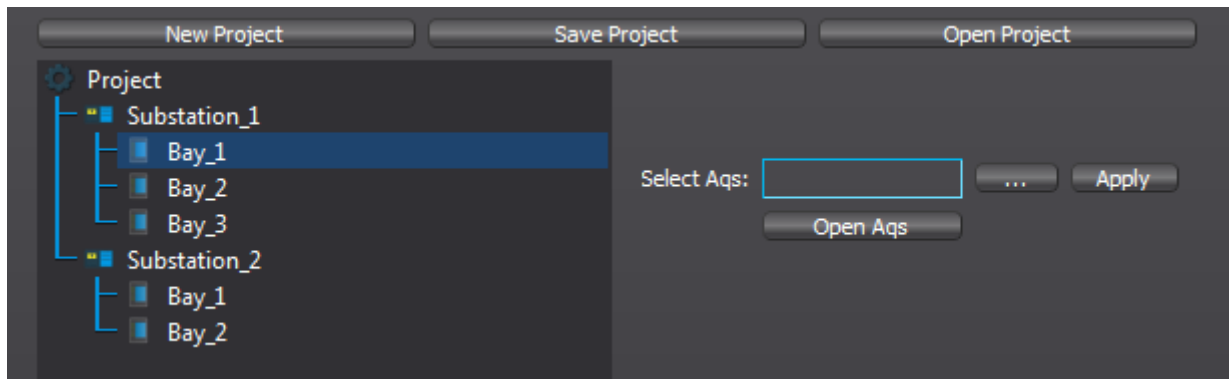 New Project Save Project Open Project
Project
Substation_1
Bay_1
Bay_2
Bay_3
Substation_2
Bay_1
Bay_2
Select Aqs: ... Apply
Open Aqs